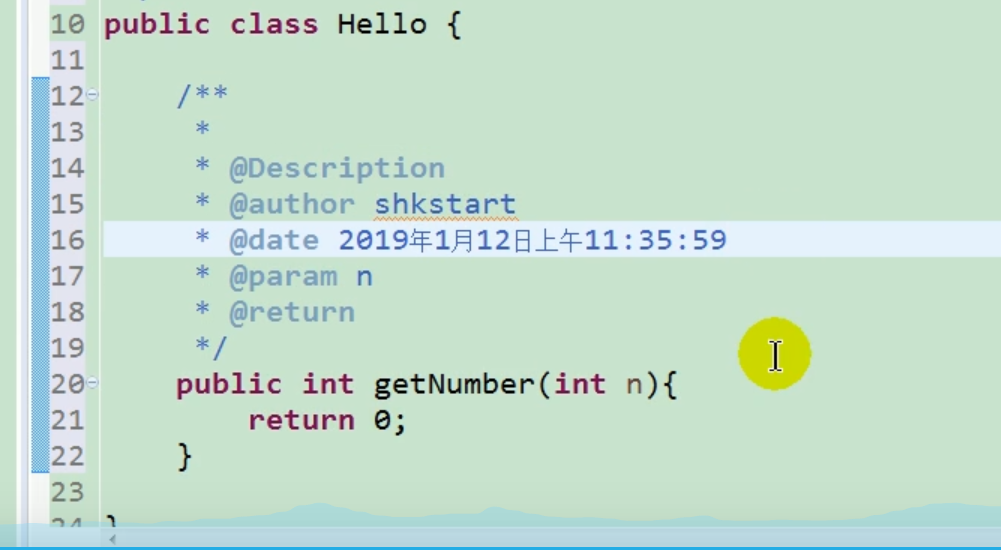 10 public class Hello {
11
12 /**
13 *
14 * @Description
15 * @author shkstart
16 * @date 2019年1月12日上午11:35:59
17 * @param n
18 * @return
19 */
20 public int getNumber(int n){
21 return 0;
22 }
23
24 }